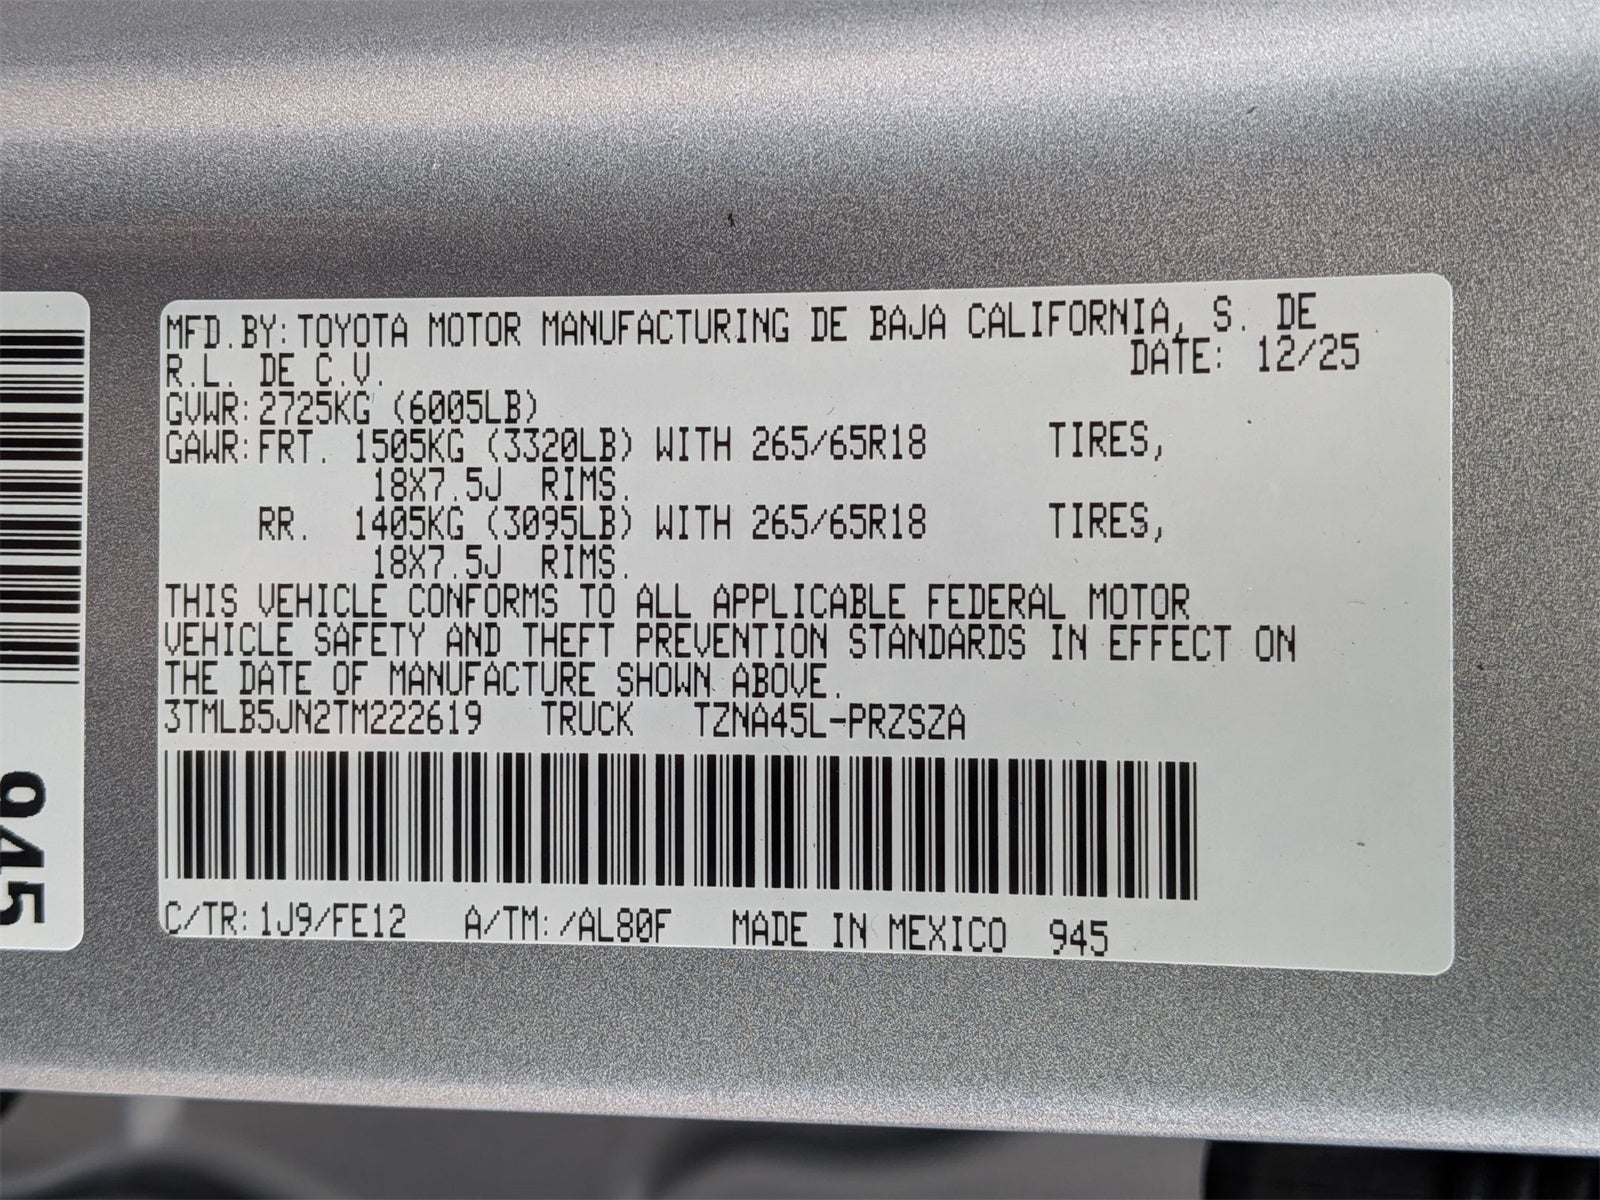 MFD.BY:TOYOTA MOTOR MANUFACTURING DE BAJA CALIFORNIA, S. DE
R.L. DE C.V. DATE: 12/25
GVWR:2725KG (6005LB)
GAWR:FRT. 1505KG (3320LB) WITH 265/65R18 TIRES,
18X7.5J RIMS.
RR. 1405KG (3095LB) WITH 265/65R18 TIRES,
18X7.5J RIMS.
THIS VEHICLE CONFORMS TO ALL APPLICABLE FEDERAL MOTOR
VEHICLE SAFETY AND THEFT PREVENTION STANDARDS IN EFFECT ON
THE DATE OF MANUFACTURE SHOWN ABOVE.
3TMLB5JN2TM222619 TRUCK TZNA45L-PRZSZA
C/TR:1J9/FE12 A/TM:/AL80F MADE IN MEXICO 945
945